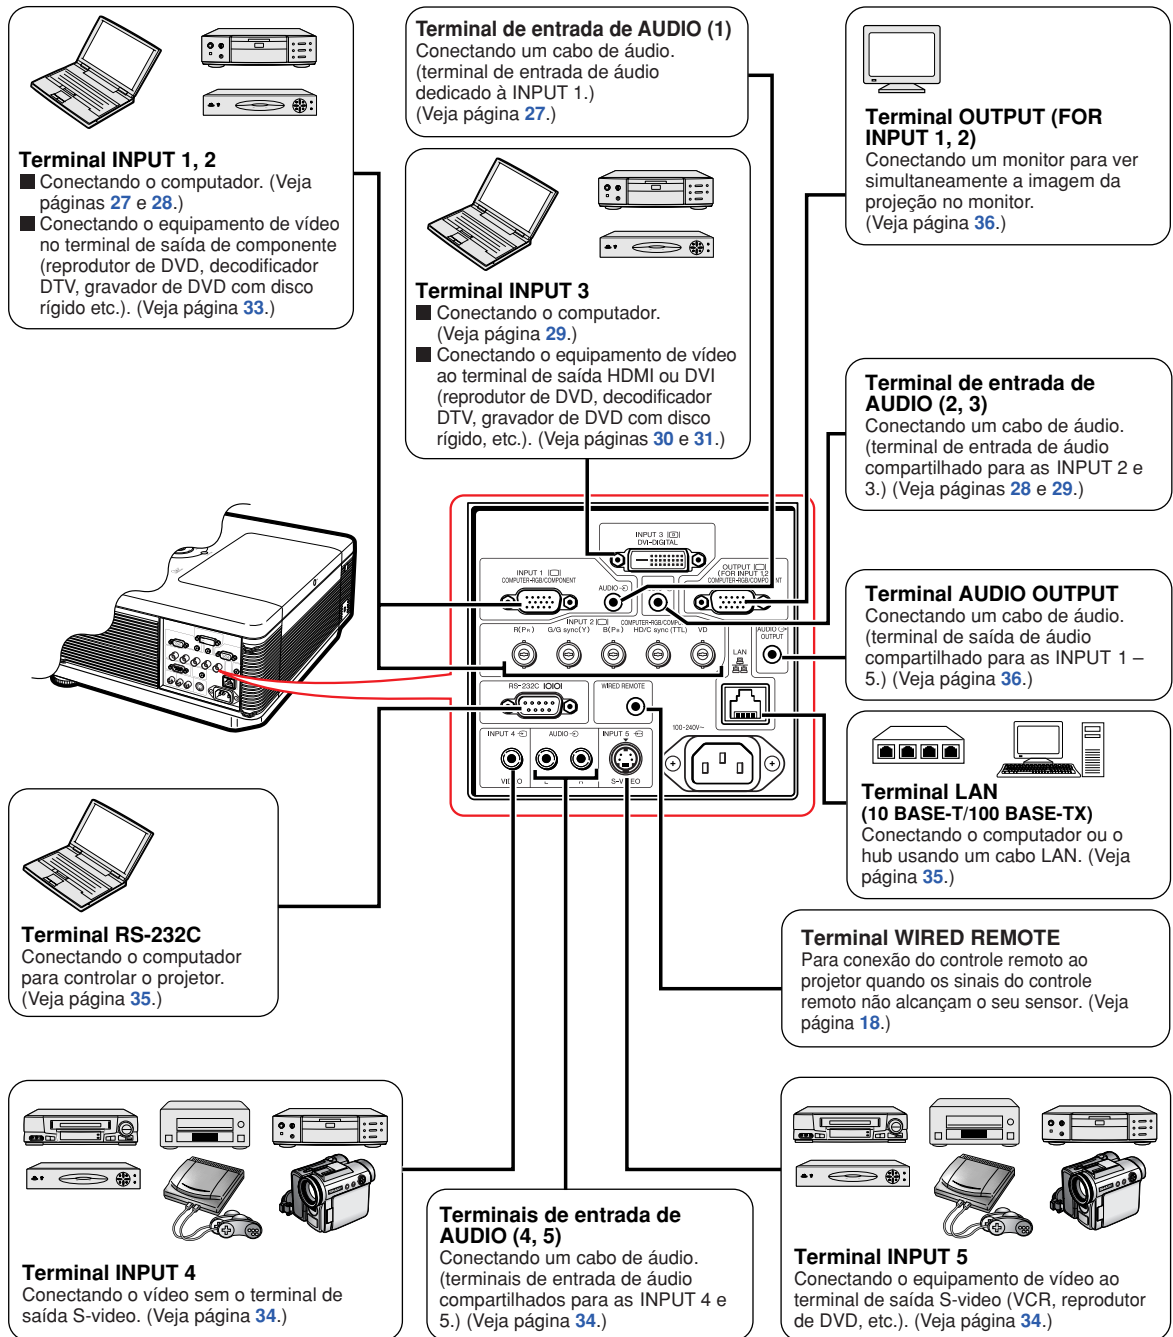 Terminal INPUT 1, 2
■ Conectando o computador. (Veja
páginas 27 e 28.)
■ Conectando o equipamento de vídeo
no terminal de saída de componente
(reprodutor de DVD, decodificador
DTV, gravador de DVD com disco
rígido etc.). (Veja página 33.)
Terminal de entrada de AUDIO (1)
Conectando um cabo de áudio.
(terminal de entrada de áudio
dedicado à INPUT 1.)
(Veja página 27.)
Terminal OUTPUT (FOR
INPUT 1, 2)
Conectando um monitor para ver
simultaneamente a imagem da
projeção no monitor.
(Veja página 36.)
Terminal INPUT 3
■ Conectando o computador.
(Veja página 29.)
■ Conectando o equipamento de vídeo
ao terminal de saída HDMI ou DVI
(reprodutor de DVD, decodificador
DTV, gravador de DVD com disco
rígido, etc.). (Veja páginas 30 e 31.)
Terminal de entrada de
AUDIO (2, 3)
Conectando um cabo de áudio.
(terminal de entrada de áudio
compartilhado para as INPUT 2 e
3.) (Veja páginas 28 e 29.)
INPUT 3
DVI-DIGITAL
INPUT 1
COMPUTER-RGB/COMPONENT
AUDIO
OUTPUT
(FOR INPUT 1,2)
COMPUTER-RGB/COMPONENT
INPUT 2
R(PR) G/G sync(Y) B(PB) HD/C sync (TTL) VD
AUDIO
OUTPUT
LAN
RS-232C
WIRED REMOTE
100-240V~
INPUT 4
AUDIO
INPUT 5
VIDEO
S-VIDEO
Terminal AUDIO OUTPUT
Conectando um cabo de áudio.
(terminal de saída de áudio
compartilhado para as INPUT 1 –
5.) (Veja página 36.)
Terminal LAN
(10 BASE-T/100 BASE-TX)
Conectando o computador ou o
hub usando um cabo LAN. (Veja
página 35.)
Terminal RS-232C
Conectando o computador
para controlar o projetor.
(Veja página 35.)
Terminal WIRED REMOTE
Para conexão do controle remoto ao
projetor quando os sinais do controle
remoto não alcançam o seu sensor. (Veja
página 18.)
Terminal INPUT 4
Conectando o vídeo sem o terminal de
saída S-video. (Veja página 34.)
Terminais de entrada de
AUDIO (4, 5)
Conectando um cabo de áudio.
(terminais de entrada de áudio
compartilhados para as INPUT 4 e
5.) (Veja página 34.)
Terminal INPUT 5
Conectando o equipamento de vídeo ao
terminal de saída S-video (VCR, reprodutor
de DVD, etc.). (Veja página 34.)